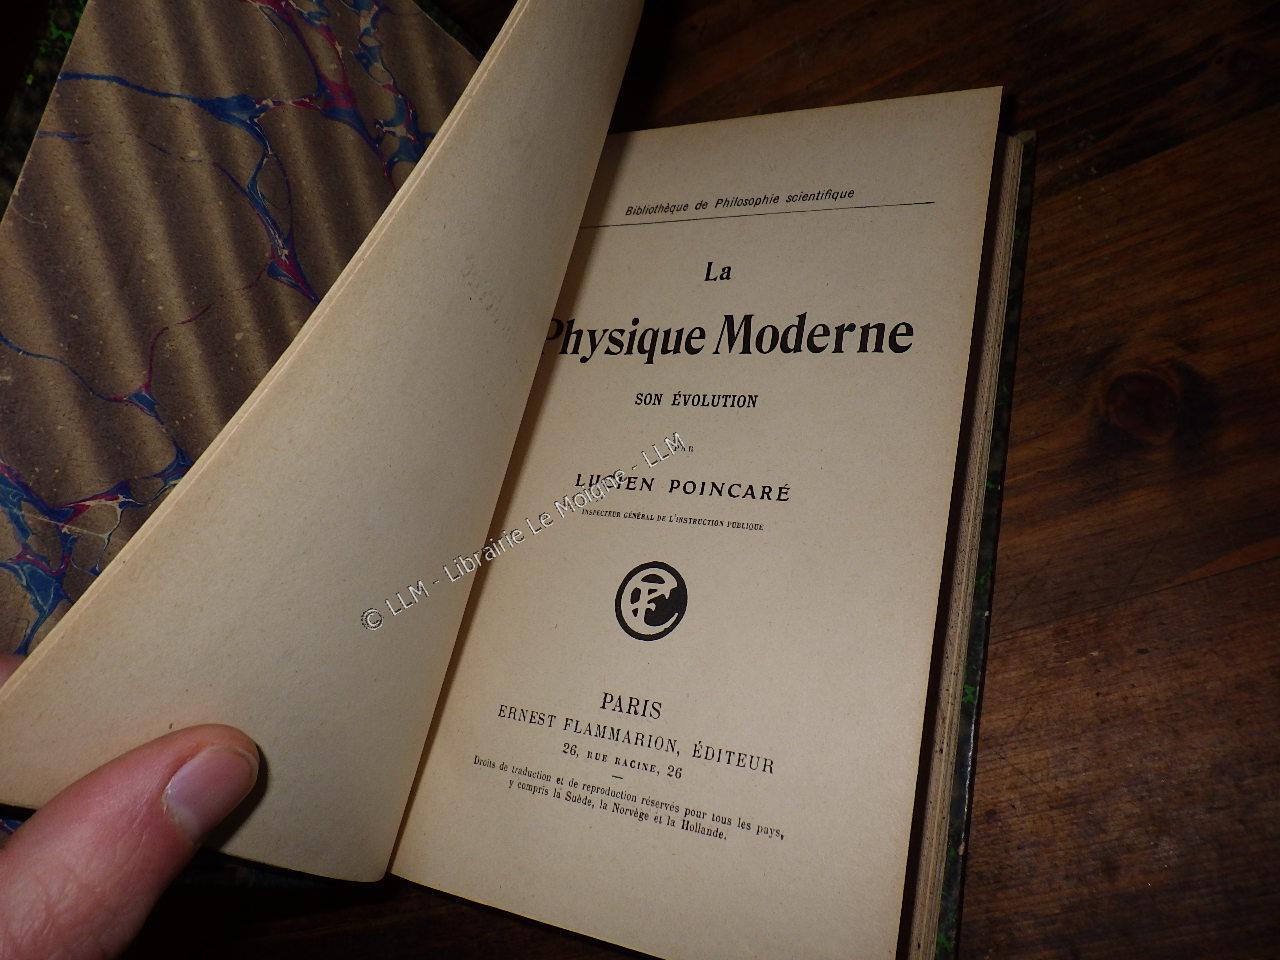 Bibliothèque de Philosophie scientifique
La
Physique Moderne
SON ÉVOLUTION
PAR
LUCIEN POINCARÉ
INSPECTEUR GÉNÉRAL DE L'INSTRUCTION PUBLIQUE
PARIS
ERNEST FLAMMARION, ÉDITEUR
26, RUE RACINE, 26
Droits de traduction et de reproduction réservés pour tous les pays,
y compris la Suède, la Norvège et la Hollande.
© LLM - Librairie Le Moigne - LLM